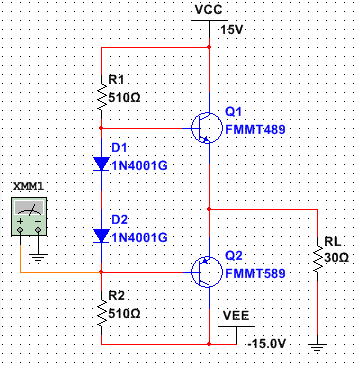 VCC
15V
R1
510Ω
Q1
FMMT489
D1
1N4001G
XMM1
D2
1N4001G
Q2
FMMT589
RL
30Ω
R2
510Ω
VEE
-15.0V